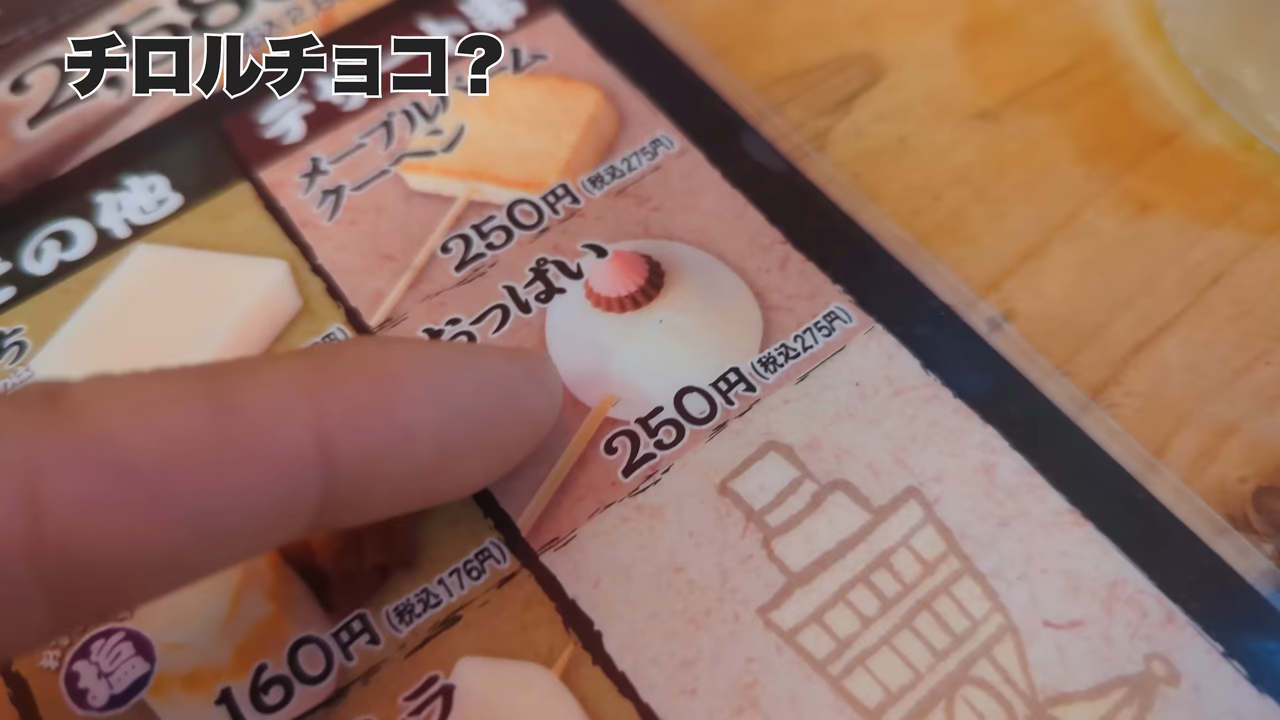 チロルチョコ?
メープルバーム
クーヘン
250円(税込275円)
おっぱい
250円(税込275円)
その他
160円(税込176円)
塩